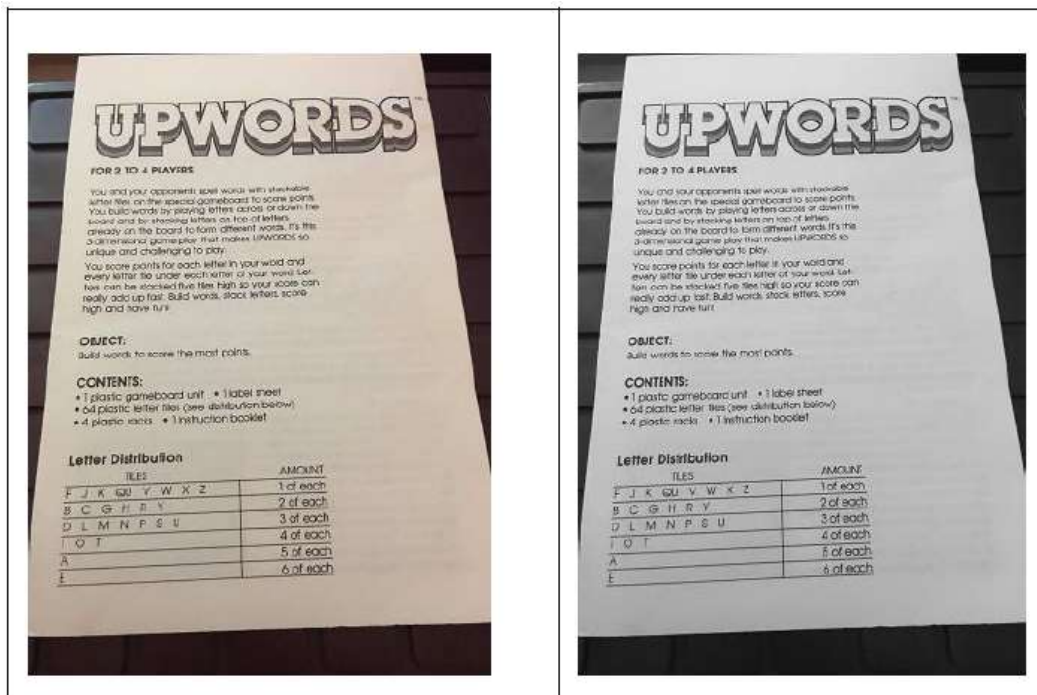 UPWORDS™
FOR 2 TO 4 PLAYERS
You and your opponents spell words with stackable
letter tiles on the special gameboard to score points.
You build words by playing letters across or down the
board and by stacking letters on top of letters
already on the board to form different words. It's this
3-dimensional game play that makes UPWORDS so
unique and challenging to play.
You score points for each letter in your word and
every letter tile under each letter of your word. Let-
ters can be stacked five tiles high so your score can
really add up fast. Build words, stack letters, score
high and have fun!
OBJECT:
Build words to score the most points.
CONTENTS:
• 1 plastic gameboard unit • 1 label sheet
• 64 plastic letter tiles (see distribution below)
• 4 plastic racks • 1 instruction booklet
Letter Distribution
TILES AMOUNT
F J K QU V W X Z 1 of each
B C G H R Y 2 of each
D L M N P S U 3 of each
I O T 4 of each
A 5 of each
E 6 of each
UPWORDS™
FOR 2 TO 4 PLAYERS
You and your opponents spell words with stackable
letter tiles on the special gameboard to score points.
You build words by playing letters across or down the
board and by stacking letters on top of letters
already on the board to form different words. It's this
3-dimensional game play that makes UPWORDS so
unique and challenging to play.
You score points for each letter in your word and
every letter tile under each letter of your word. Let-
ters can be stacked five tiles high so your score can
really add up fast. Build words, stack letters, score
high and have fun!
OBJECT:
Build words to score the most points.
CONTENTS:
• 1 plastic gameboard unit • 1 label sheet
• 64 plastic letter tiles (see distribution below)
• 4 plastic racks • 1 instruction booklet
Letter Distribution
TILES AMOUNT
F J K QU V W X Z 1 of each
B C G H R Y 2 of each
D L M N P S U 3 of each
I O T 4 of each
A 5 of each
E 6 of each